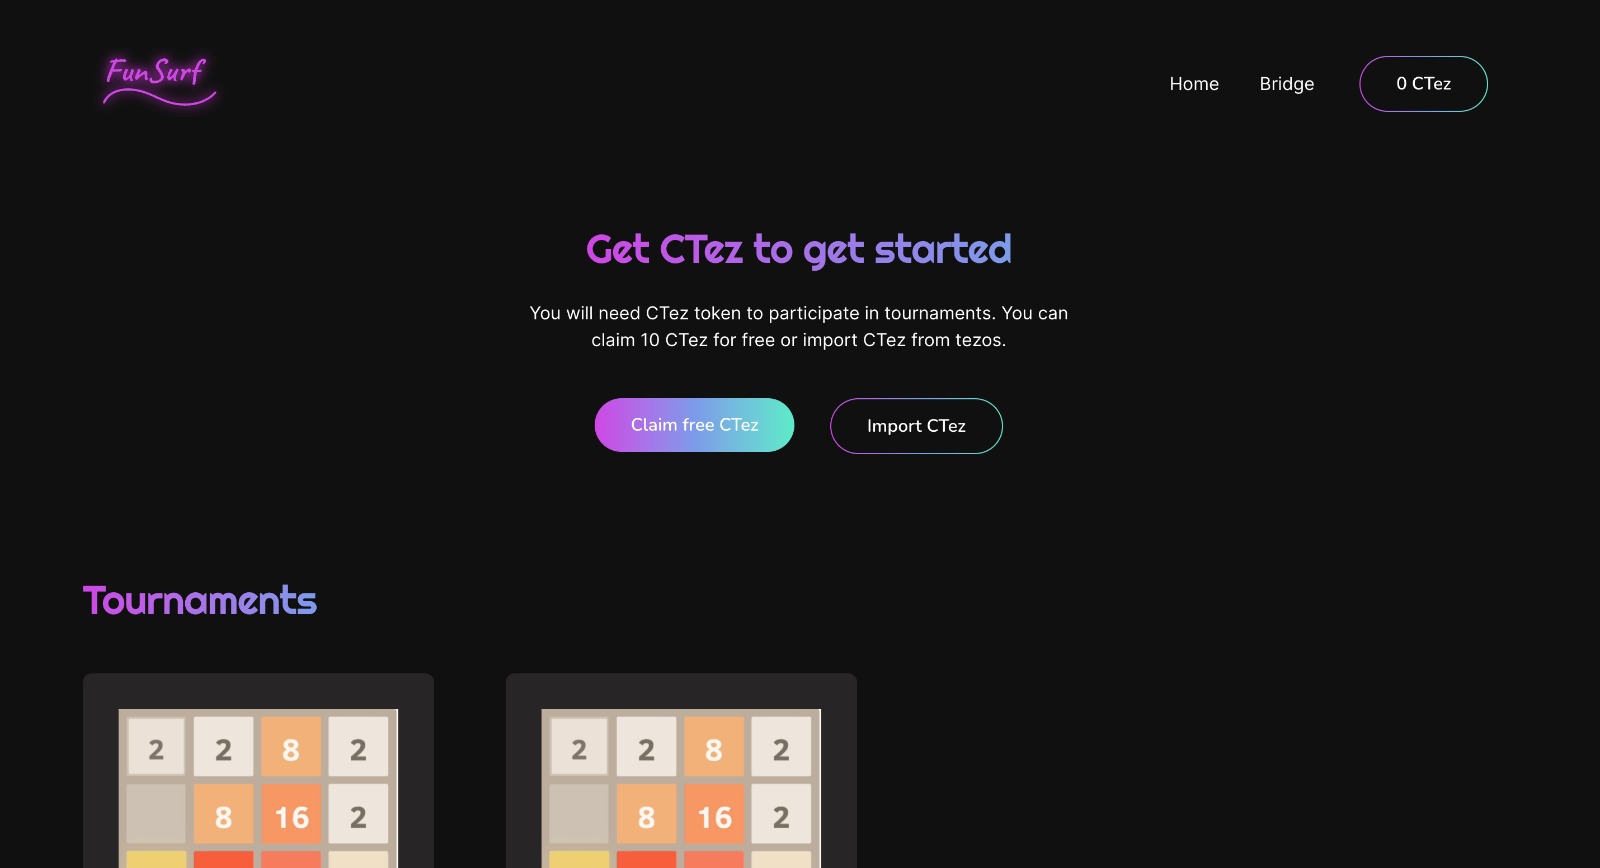 FunSurf
Home
Bridge
0 CTez
Get CTez to get started
You will need CTez token to participate in tournaments. You can
claim 10 CTez for free or import CTez from tezos.
Claim free CTez
Import CTez
Tournaments
2 2 8 2
8 16 2
2 2 8 2
8 16 2